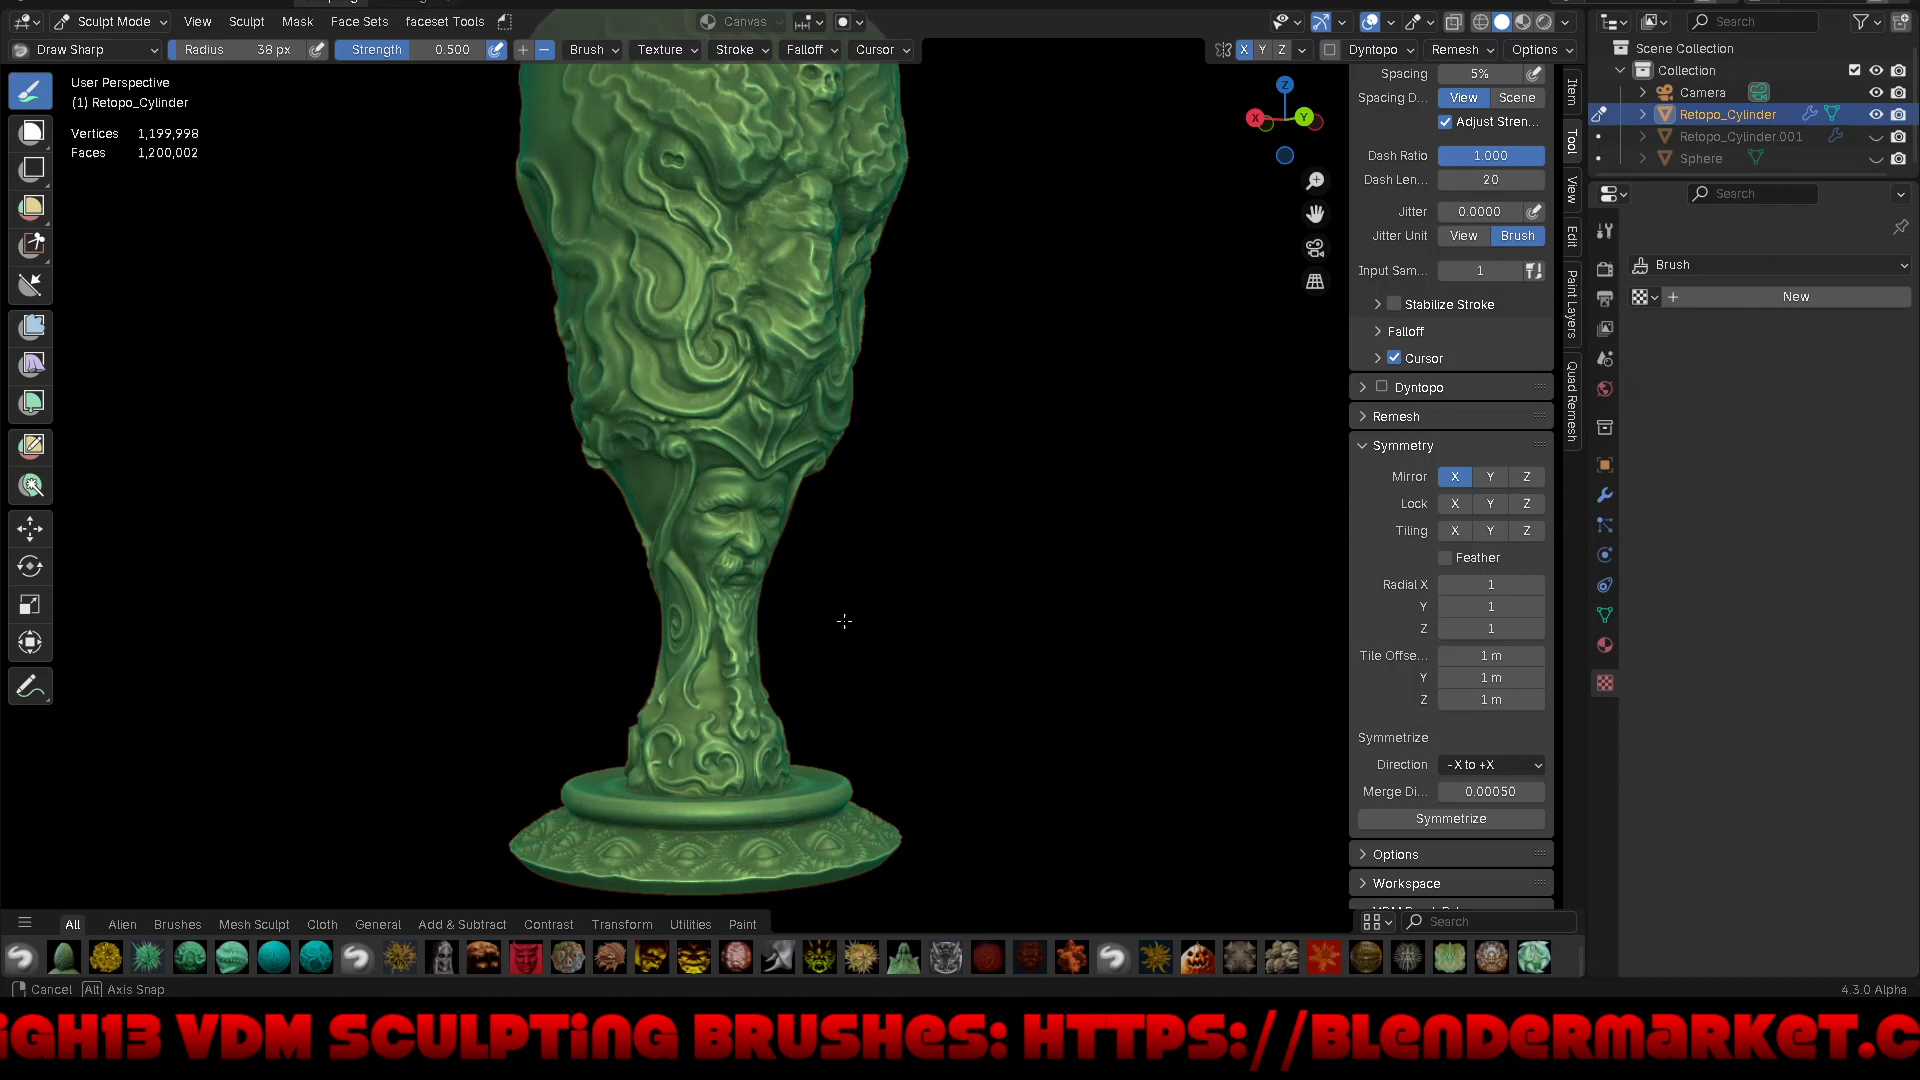 Sculpt Mode View Sculpt Mask Face Sets faceset Tools Canvas Search
Draw Sharp Radius 38 px Strength 0.500 Brush Texture Stroke Falloff Cursor X Y Z Dyntopo Remesh Options
User Perspective
(1) Retopo_Cylinder
Vertices 1,199,998
Faces 1,200,002
Z
X
Y
Spacing 5%
Spacing D... View Scene
Adjust Stren...
Dash Ratio 1.000
Dash Len... 20
Jitter 0.0000
Jitter Unit View Brush
Input Sam... 1
Stabilize Stroke
Falloff
Cursor
Dyntopo
Remesh
Symmetry
Mirror X Y Z
Lock X Y Z
Tiling X Y Z
Feather
Radial X 1
Y 1
Z 1
Tile Offse... 1 m
Y 1 m
Z 1 m
Symmetrize
Direction -X to +X
Merge Di... 0.00050
Symmetrize
Options
Workspace
Item
Tool
View
Edit
Paint Layers
Quad Remesh
Scene Collection
Collection
Camera
Retopo_Cylinder
Retopo_Cylinder.001
Sphere
Search
Brush
New
All Alien Brushes Mesh Sculpt Cloth General Add & Subtract Contrast Transform Utilities Paint Search
Cancel Alt Axis Snap 4.3.0 Alpha
IGH13 VDM SCULPTING BRUSHES: HTTPS://BLENDERMARKET.C